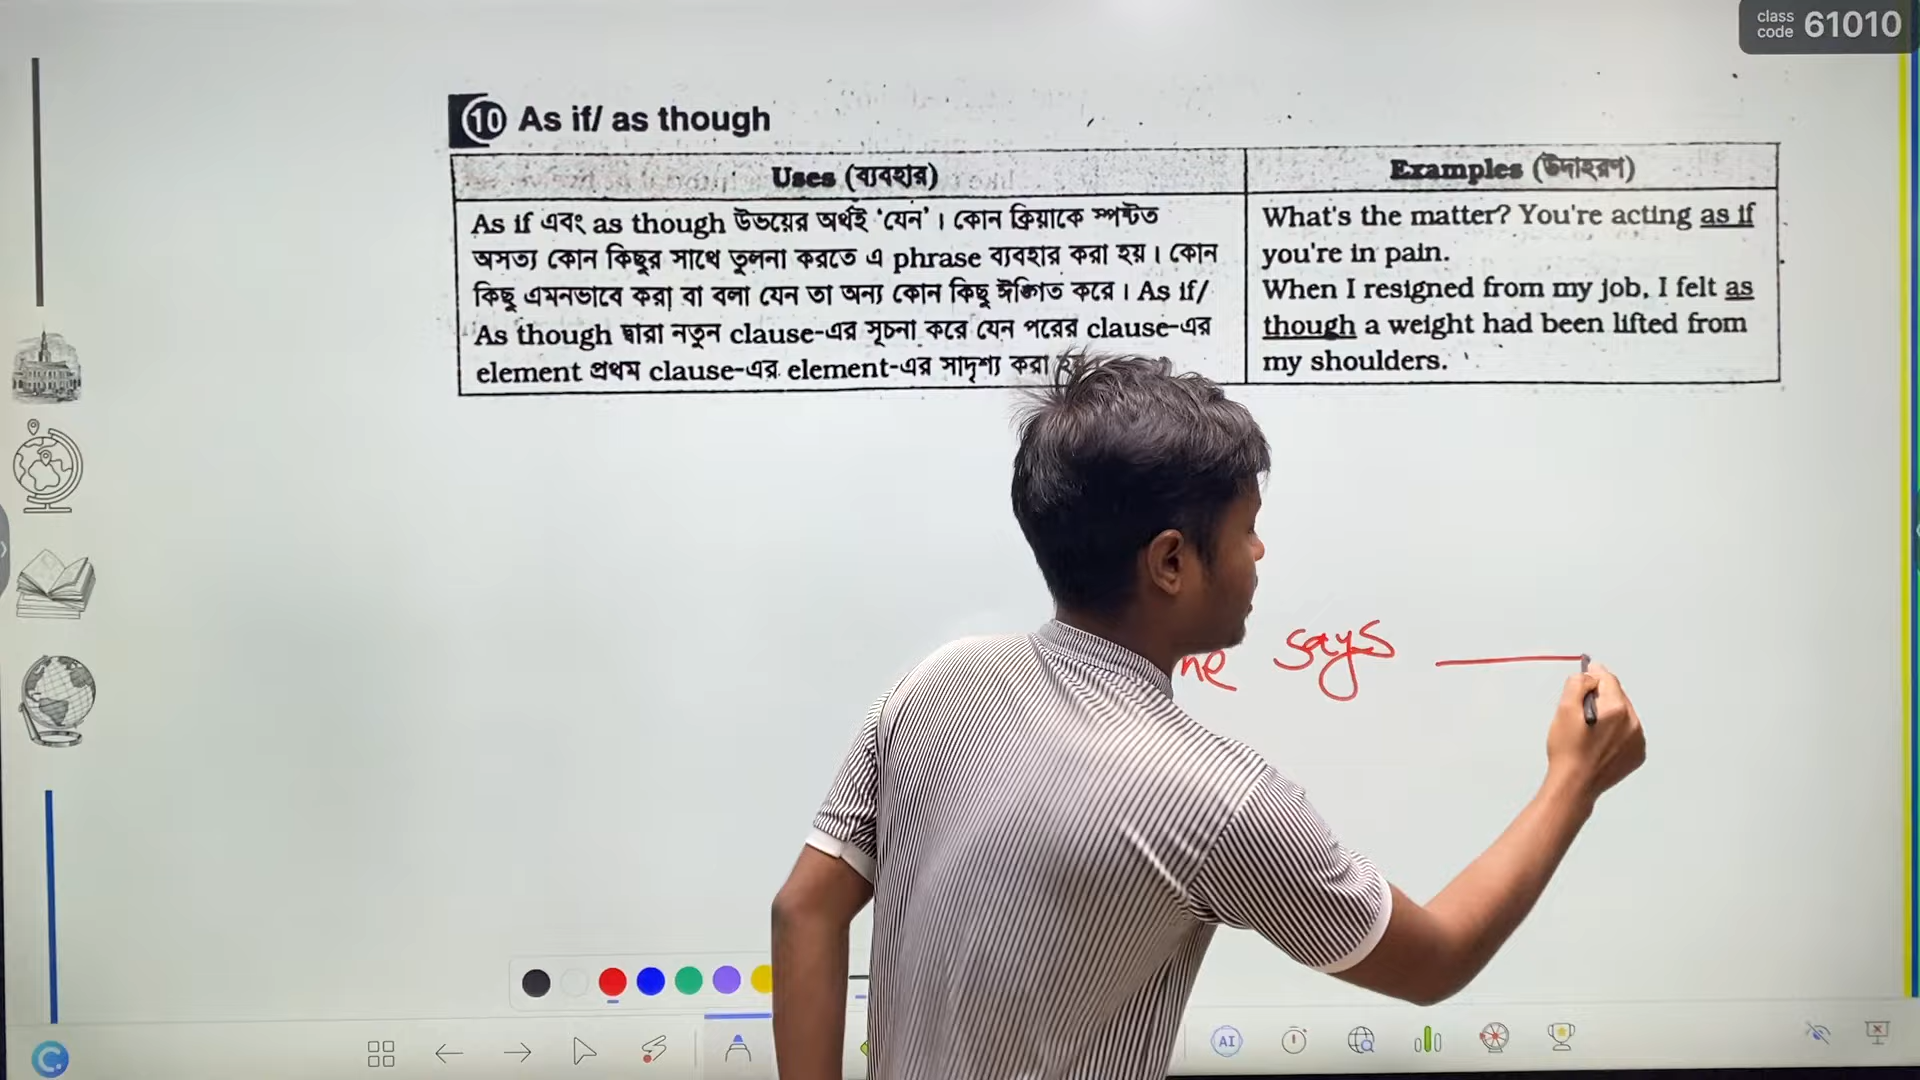 class code 61010
10 As if/ as though
Uses (ব্যবহার)
As if এবং as though উভয়ের অর্থই ‘যেন’ । কোন ক্রিয়াকে স্পষ্টত
অসত্য কোন কিছুর সাথে তুলনা করতে এ phrase ব্যবহার করা হয় । কোন
কিছু এমনভাবে করা বা বলা যেন তা অন্য কোন কিছু ঈঙ্গিত করে । As if/
As though দ্বারা নতুন clause-এর সূচনা করে যেন পরের clause-এর
element প্রথম clause-এর element-এর সাদৃশ্য করা
Examples (উদাহরণ)
What's the matter? You're acting as if
you're in pain.
When I resigned from my job, I felt as
though a weight had been lifted from
my shoulders.
says
AI